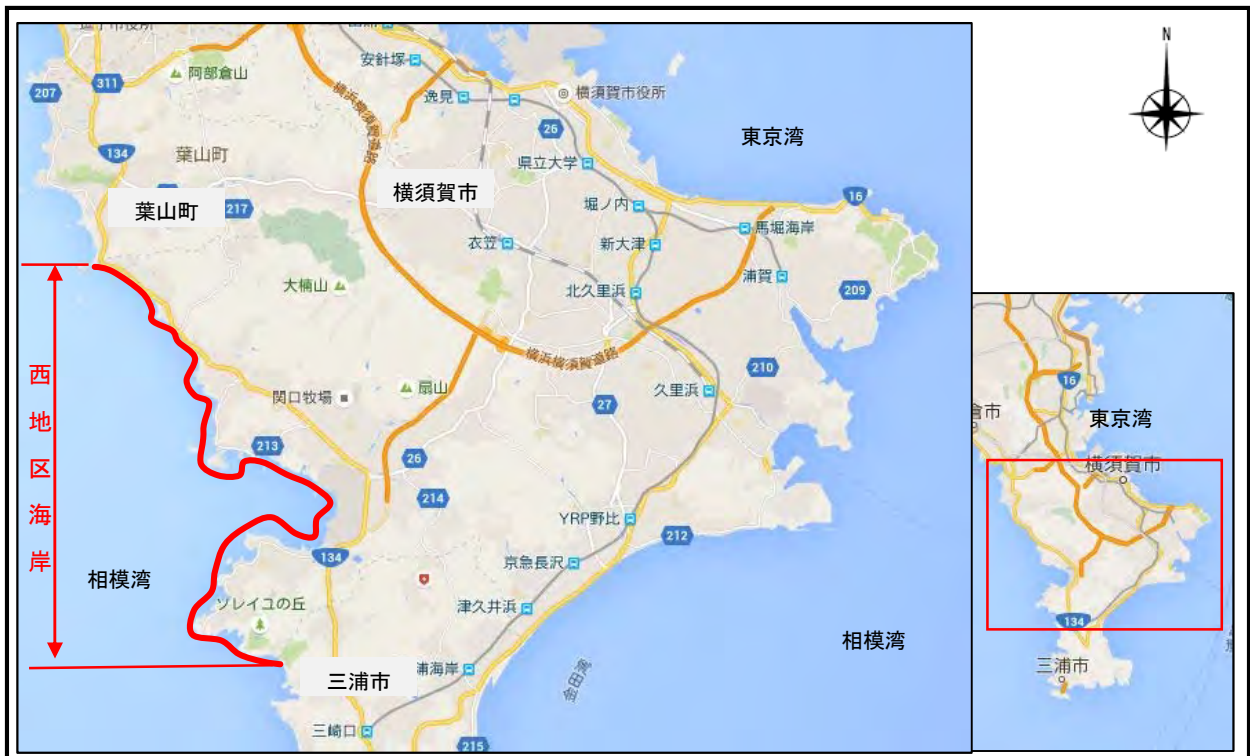 安針塚
阿部倉山
311
207
逸見
横須賀市役所
横浜横須賀道路
26
東京湾
134
葉山町
県立大学
葉山町
217
横須賀市
堀ノ内
16
馬堀海岸
衣笠
新大津
浦賀
大楠山
北久里浜
209
横浜横須賀道路
210
西地区海岸
関口牧場
扇山
27
久里浜
213
26
214
YRP野比
212
134
京急長沢
相模湾
ソレイユの丘
津久井浜
相模湾
浦海岸
金田湾
三浦市
三崎口
215
N
16
倉市
東京湾
横須賀市
134
三浦市